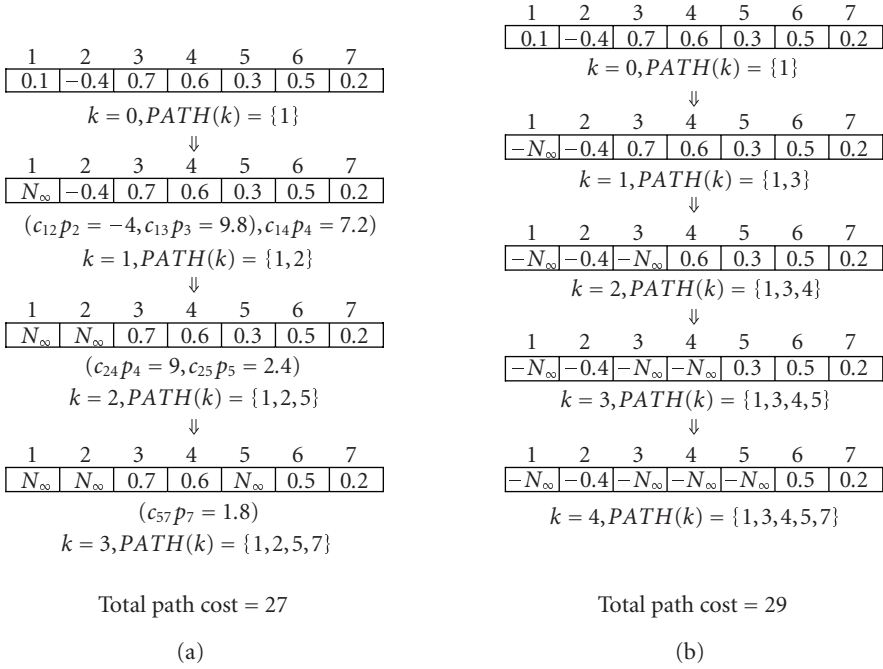 1 2 3 4 5 6 7
0.1 −0.4 0.7 0.6 0.3 0.5 0.2
k = 0, PATH(k) = {1}
⇓
1 2 3 4 5 6 7
N∞ −0.4 0.7 0.6 0.3 0.5 0.2
(c12p2 = −4, c13p3 = 9.8), c14p4 = 7.2)
k = 1, PATH(k) = {1,2}
⇓
1 2 3 4 5 6 7
N∞ N∞ 0.7 0.6 0.3 0.5 0.2
(c24p4 = 9, c25p5 = 2.4)
k = 2, PATH(k) = {1,2,5}
⇓
1 2 3 4 5 6 7
N∞ N∞ 0.7 0.6 N∞ 0.5 0.2
(c57p7 = 1.8)
k = 3, PATH(k) = {1,2,5,7}
Total path cost = 27
(a)
1 2 3 4 5 6 7
0.1 −0.4 0.7 0.6 0.3 0.5 0.2
k = 0, PATH(k) = {1}
⇓
1 2 3 4 5 6 7
−N∞ −0.4 0.7 0.6 0.3 0.5 0.2
k = 1, PATH(k) = {1,3}
⇓
1 2 3 4 5 6 7
−N∞ −0.4 −N∞ 0.6 0.3 0.5 0.2
k = 2, PATH(k) = {1,3,4}
⇓
1 2 3 4 5 6 7
−N∞ −0.4 −N∞ −N∞ 0.3 0.5 0.2
k = 3, PATH(k) = {1,3,4,5}
⇓
1 2 3 4 5 6 7
−N∞ −0.4 −N∞ −N∞ −N∞ 0.5 0.2
k = 4, PATH(k) = {1,3,4,5,7}
Total path cost = 29
(b)